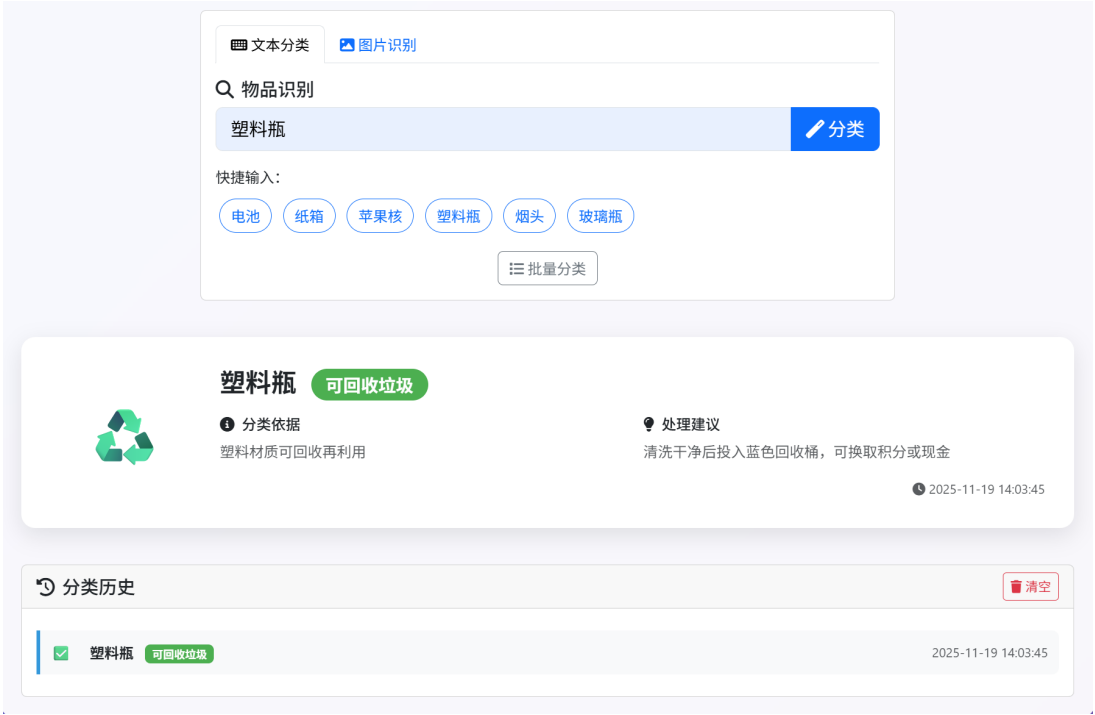 文本分类 图片识别
物品识别
塑料瓶 分类
快捷输入：
电池 纸箱 苹果核 塑料瓶 烟头 玻璃瓶
批量分类
塑料瓶 可回收垃圾
分类依据
塑料材质可回收再利用
处理建议
清洗干净后投入蓝色回收桶，可换取积分或现金
2025-11-19 14:03:45
分类历史 清空
塑料瓶 可回收垃圾 2025-11-19 14:03:45